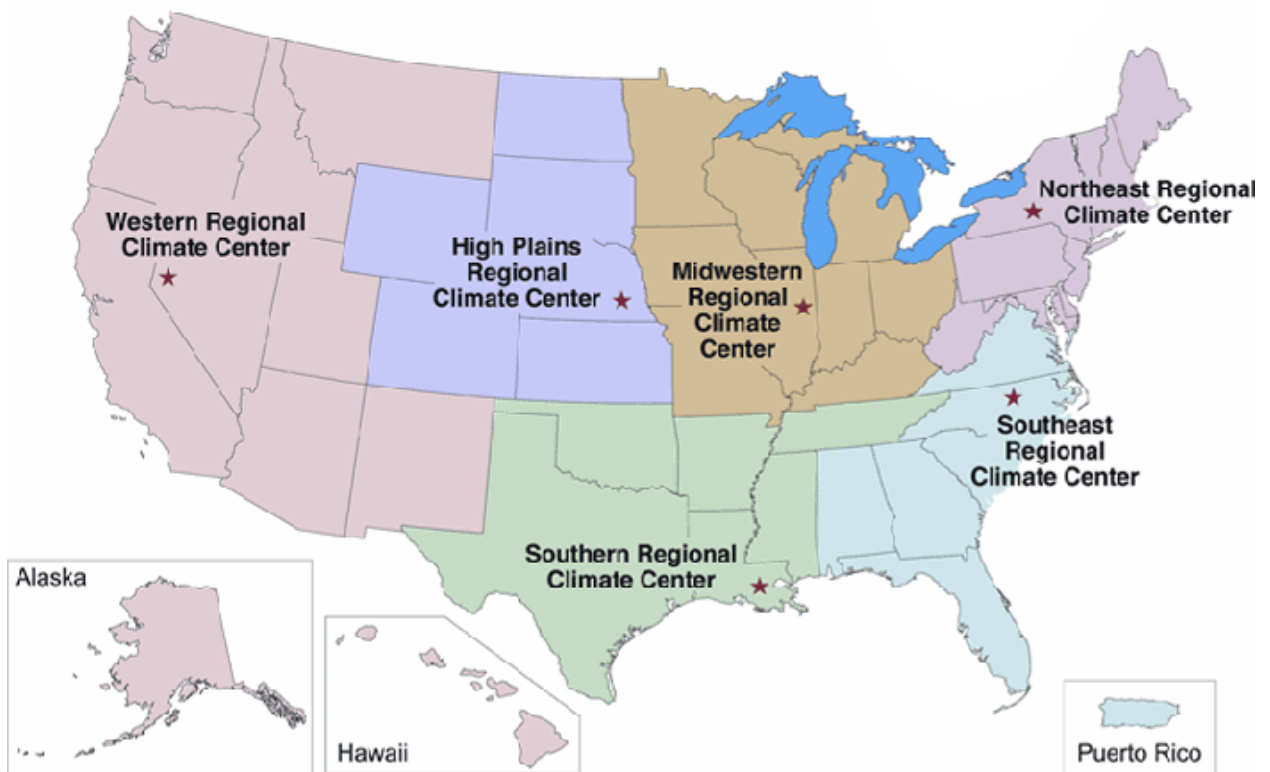 Western Regional
Climate Center
High Plains
Regional
Climate Center
Midwestern
Regional
Climate
Center
Northeast Regional
Climate Center
Southeast
Regional
Climate Center
Southern Regional
Climate Center
Alaska
Hawaii
Puerto Rico